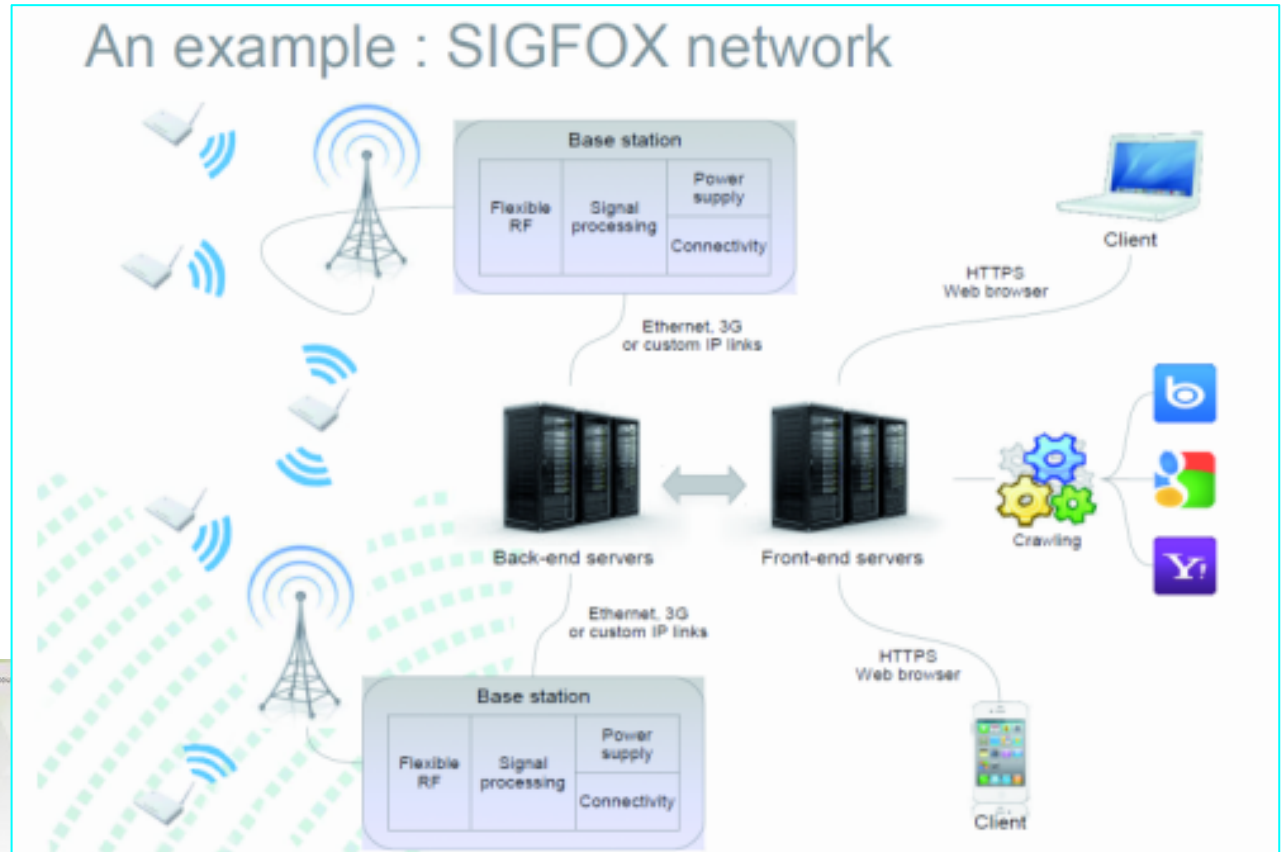 An example : SIGFOX network
Base station
Flexible
RF
Signal
processing
Power
supply
Connectivity
Client
HTTPS
Web browser
Ethernet, 3G
or custom IP links
Back-end servers
Front-end servers
Crawling
Y!
Ethernet, 3G
or custom IP links
HTTPS
Web browser
Base station
Flexible
RF
Signal
processing
Power
supply
Connectivity
Client